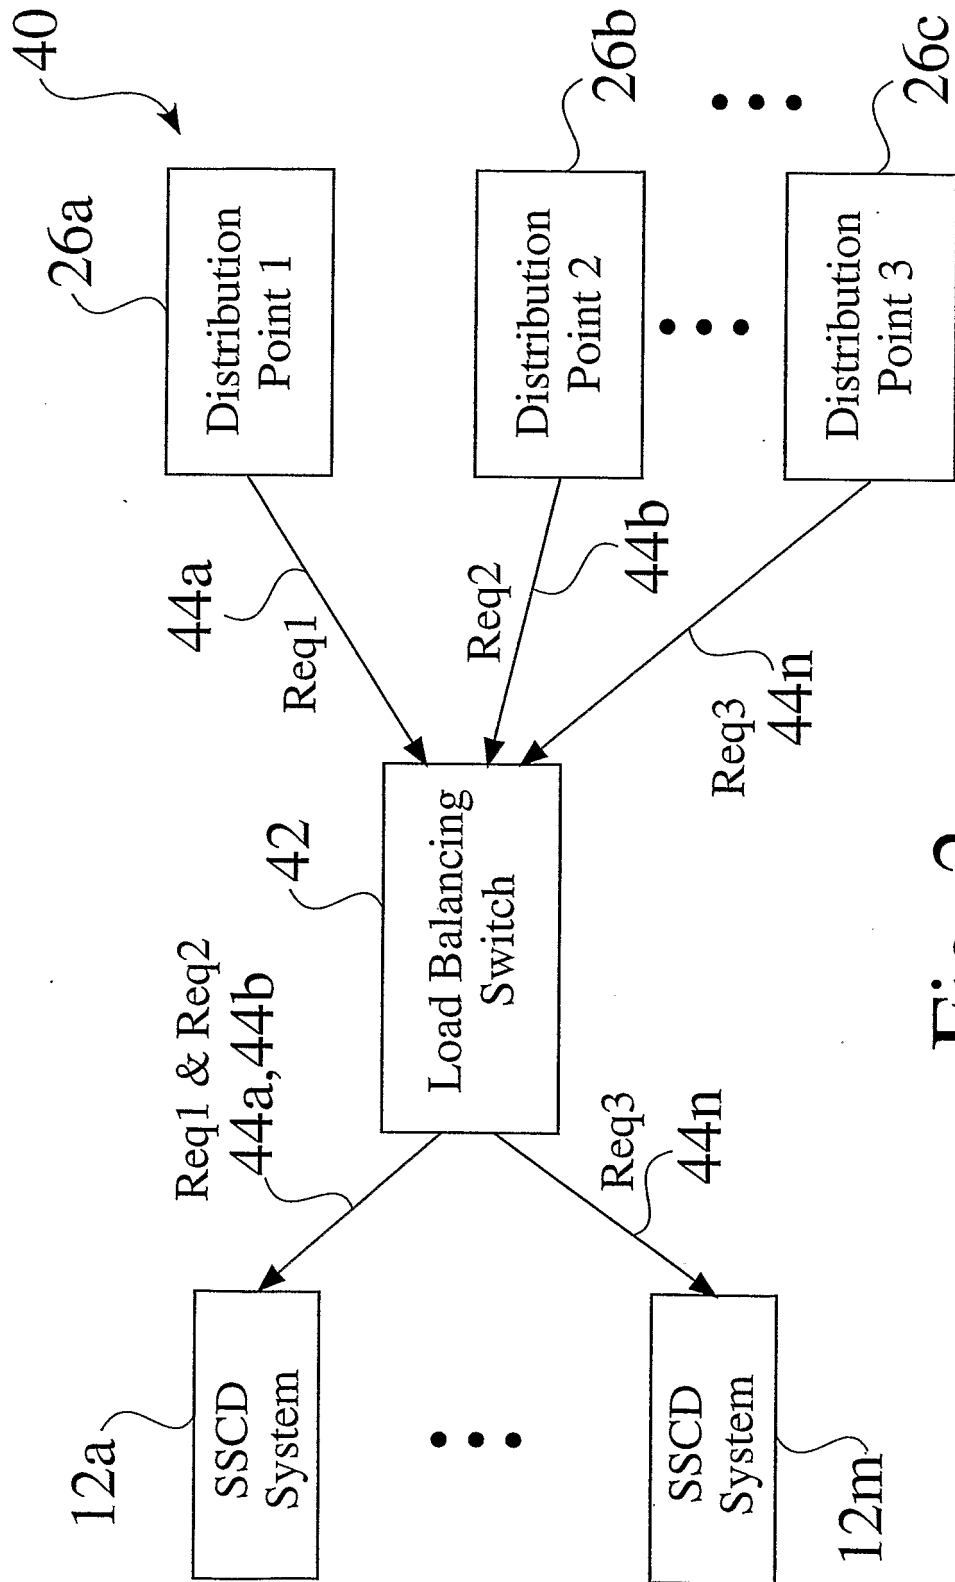 40
26a
12a
Req1 & Req2
44a,44b
44a
Req1
Distribution
Point 1
SSCD
System
42
Load Balancing
Switch
Req2
44b
Distribution
Point 2
26b
Req3
44n
Req3
44n
SSCD
System
12m
Distribution
Point 3
26c